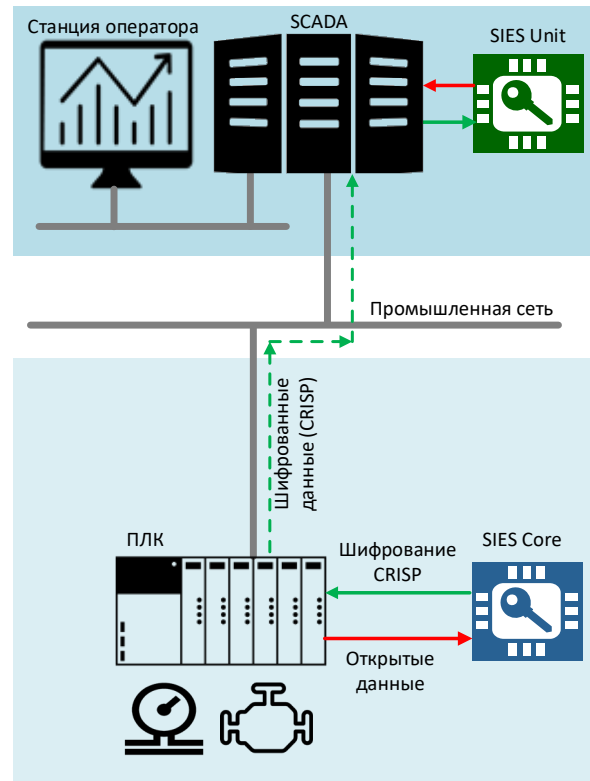 Станция оператора
SCADA
SIES Unit
Промышленная сеть
Шифрованные
данные (CRISP)
ПЛК
Шифрование
CRISP
SIES Core
Открытые
данные